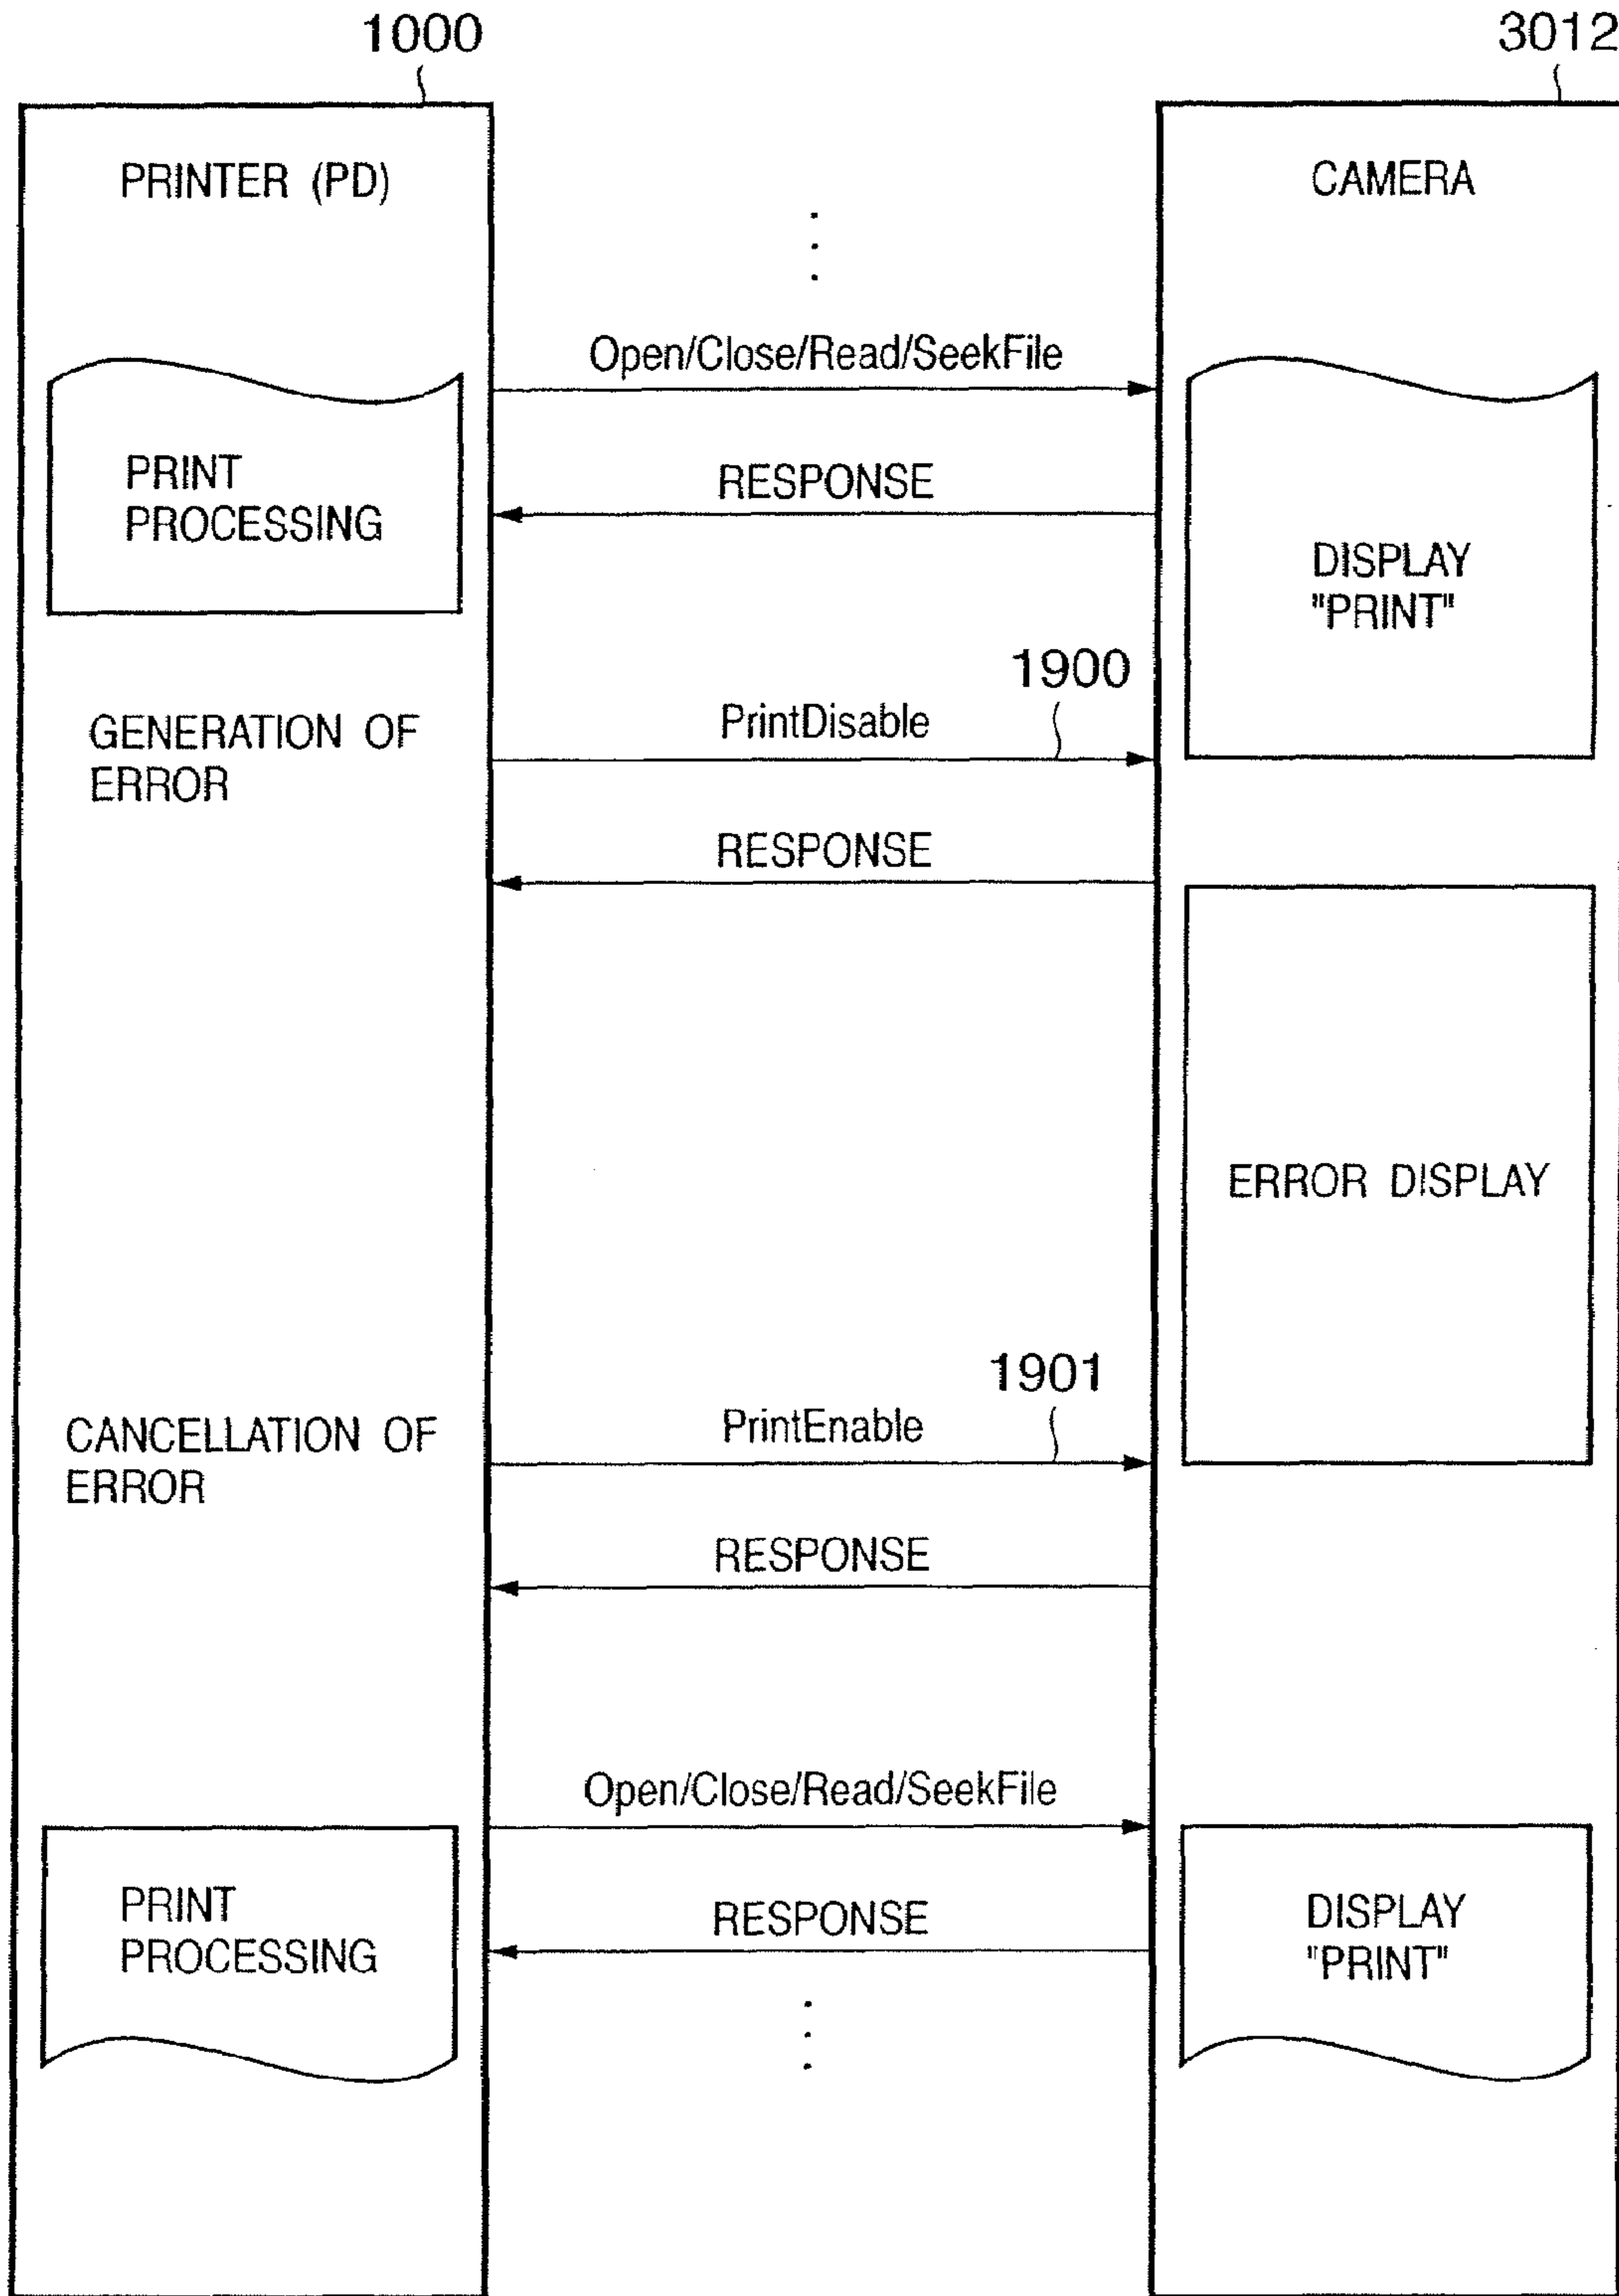 1000
3012
PRINTER (PD)
CAMERA
Open/Close/Read/SeekFile
PRINT
PROCESSING
RESPONSE
DISPLAY
"PRINT"
1900
PrintDisable
GENERATION OF
ERROR
RESPONSE
ERROR DISPLAY
1901
PrintEnable
CANCELLATION OF
ERROR
RESPONSE
Open/Close/Read/SeekFile
PRINT
PROCESSING
RESPONSE
DISPLAY
"PRINT"